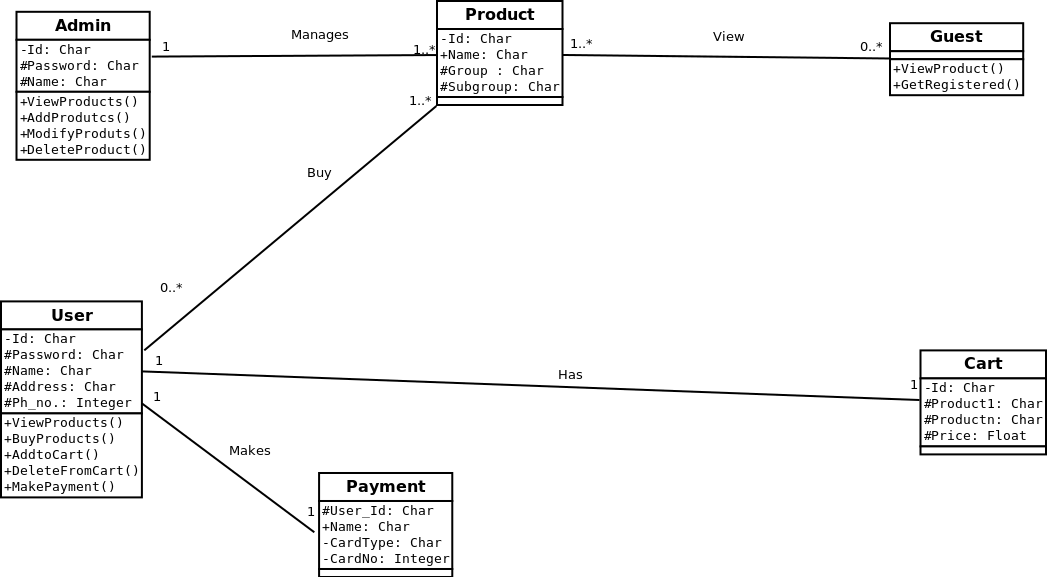 Admin
-Id: Char
#Password: Char
#Name: Char
+ViewProducts()
+AddProdutcs()
+ModifyProduts()
+DeleteProduct()
1
Manages
1..*
Product
-Id: Char
+Name: Char
#Group : Char
#Subgroup: Char
1..*
View
0..*
Guest
+ViewProduct()
+GetRegistered()
1..*
Buy
0..*
User
-Id: Char
#Password: Char
#Name: Char
#Address: Char
#Ph_no.: Integer
+ViewProducts()
+BuyProducts()
+AddtoCart()
+DeleteFromCart()
+MakePayment()
1
Has
1
Cart
-Id: Char
#Product1: Char
#Productn: Char
#Price: Float
1
Makes
1
Payment
#User_Id: Char
+Name: Char
-CardType: Char
-CardNo: Integer